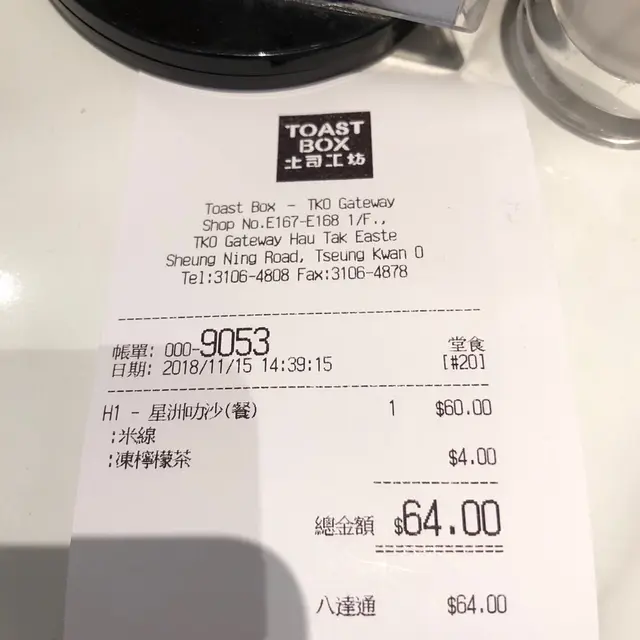 TOAST
BOX
土司工坊
Toast Box - TKO Gateway
Shop No.E167-E168 1/F.,
TKO Gateway Hau Tak Easte
Sheung Ning Road, Tseung Kwan O
Tel:3106-4808 Fax:3106-4878
帳單: 000-9053 堂食
日期: 2018/11/15 14:39:15 [#20]
H1 - 星洲叻沙(餐) 1 $60.00
:米線
:凍檸檬茶 $4.00
總金額 $64.00
八達通 $64.00